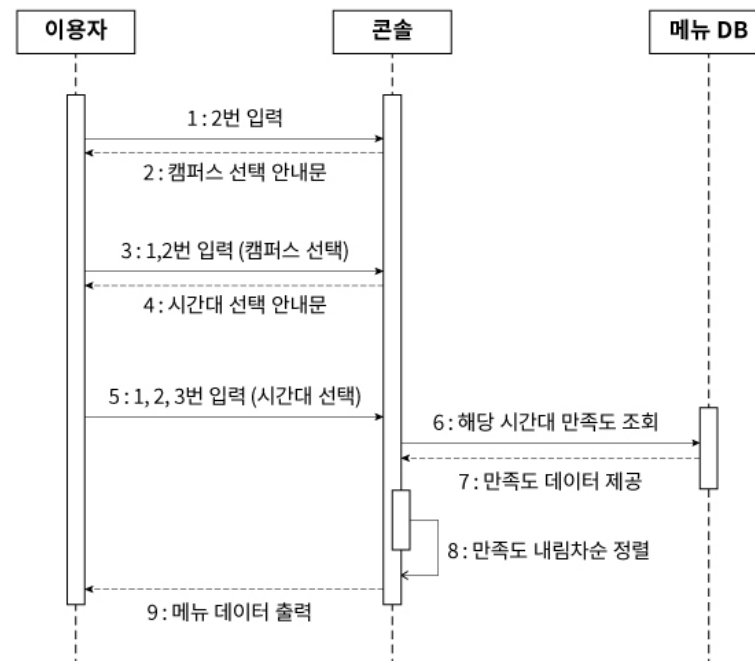 이용자
콘솔
메뉴 DB
1 : 2번 입력
2 : 캠퍼스 선택 안내문
3 : 1,2번 입력 (캠퍼스 선택)
4 : 시간대 선택 안내문
5 : 1, 2, 3번 입력 (시간대 선택)
6 : 해당 시간대 만족도 조회
7 : 만족도 데이터 제공
8 : 만족도 내림차순 정렬
9 : 메뉴 데이터 출력